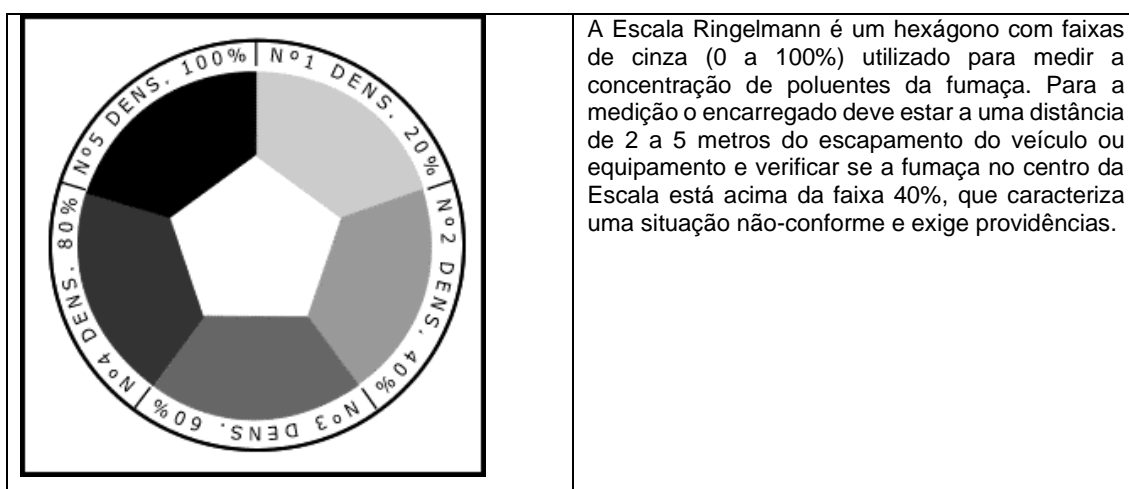 Nº1 DENS. 20%
Nº2 DENS. 40%
Nº3 DENS. 60%
Nº4 DENS. 80%
Nº5 DENS. 100%
A Escala Ringelmann é um hexágono com faixas
de cinza (0 a 100%) utilizado para medir a
concentração de poluentes da fumaça. Para a
medição o encarregado deve estar a uma distância
de 2 a 5 metros do escapamento do veículo ou
equipamento e verificar se a fumaça no centro da
Escala está acima da faixa 40%, que caracteriza
uma situação não-conforme e exige providências.